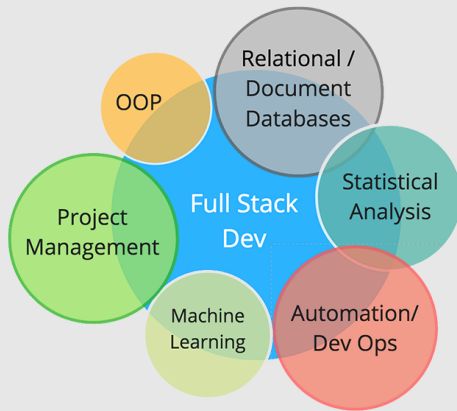 Relational /
Document
Databases
OOP
Statistical
Analysis
Full Stack
Dev
Project
Management
Machine
Learning
Automation/
Dev Ops